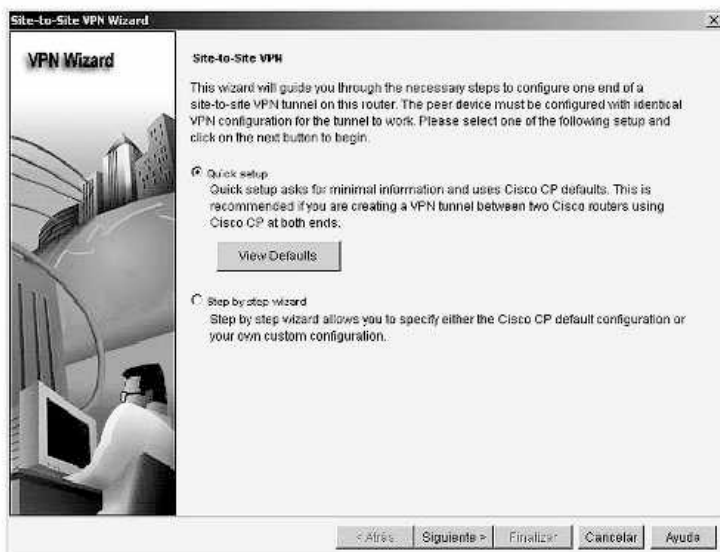 Site-to-Site VPN Wizard
VPN Wizard
Site-to-Site VPN
This wizard will guide you through the necessary steps to configure one end of a
site-to-site VPN tunnel on this router. The peer device must be configured with identical
VPN configuration for the tunnel to work. Please select one of the following setup and
click on the next button to begin.
Quick setup
Quick setup asks for minimal information and uses Cisco CP defaults. This is
recommended if you are creating a VPN tunnel between two Cisco routers using
Cisco CP at both ends.
View Defaults
Step by step wizard
Step by step wizard allows you to specify either the Cisco CP default configuration or
your own custom configuration.
< Atrás
Siguiente >
Finalizar
Cancelar
Ayuda